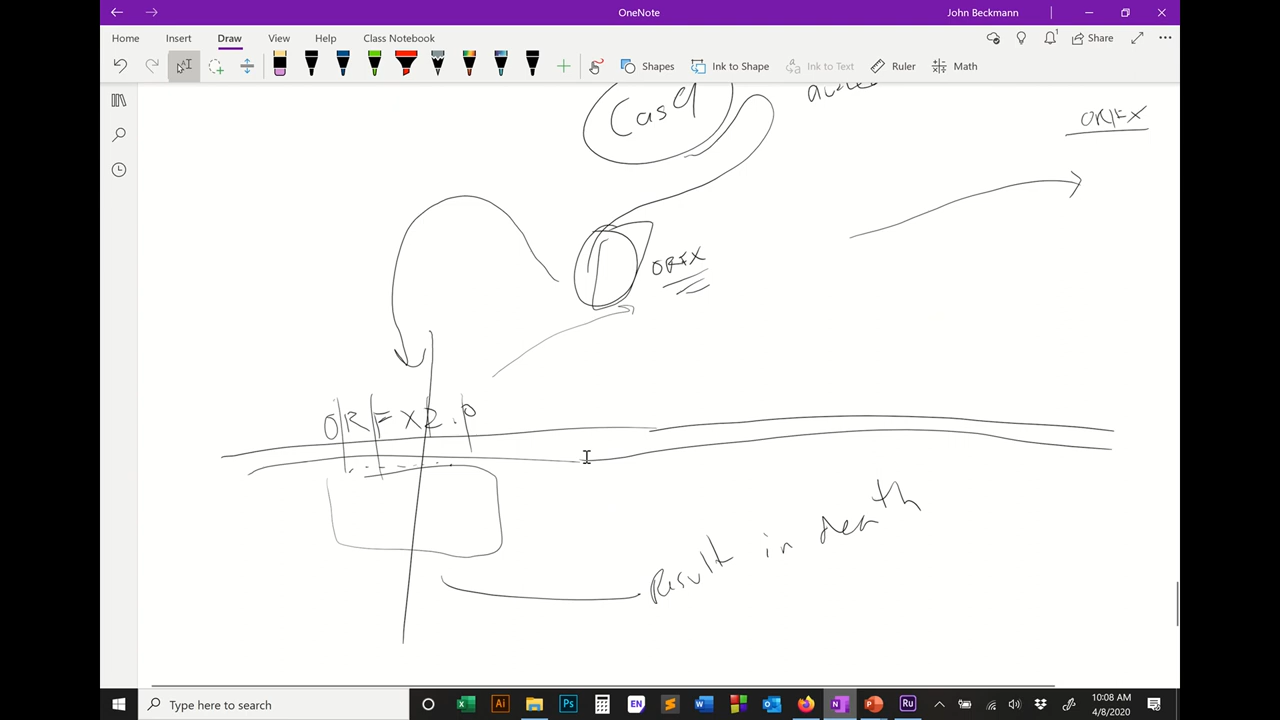 OneNote
John Beckmann
Home
Insert
Draw
View
Help
Class Notebook
Share
Shapes
Ink to Shape
Ink to Text
Ruler
Math
Cas9
ORFX
ORFX
ORFX2.0
Result in death
Type here to search
10:08 AM
4/8/2020